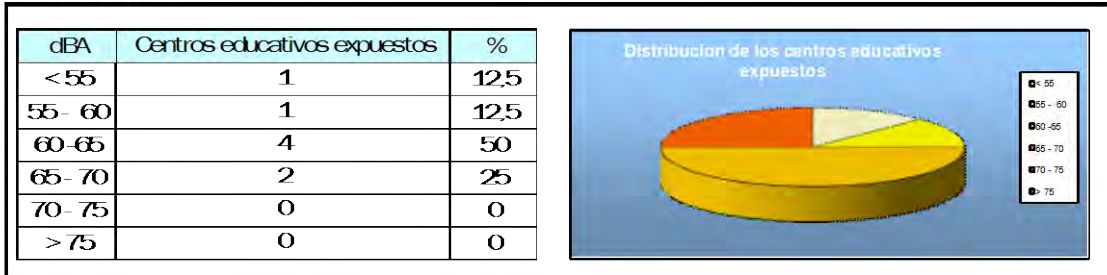 dBA Centros educativos expuestos %
< 55 1 12,5
55 - 60 1 12,5
60 -65 4 50
65 - 70 2 25
70 - 75 0 0
> 75 0 0
Distribucion de los centros educativos
expuestos
< 55
55 - 60
60 -65
65 - 70
70 - 75
> 75